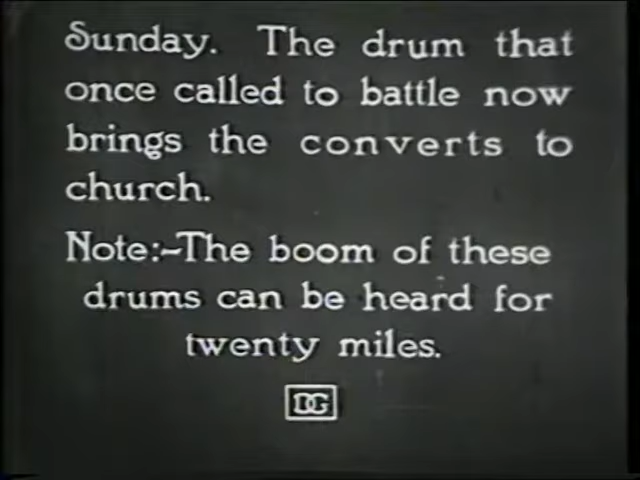 Sunday. The drum that
once called to battle now
brings the converts to
church.
Note:-The boom of these
drums can be heard for
twenty miles.
DG